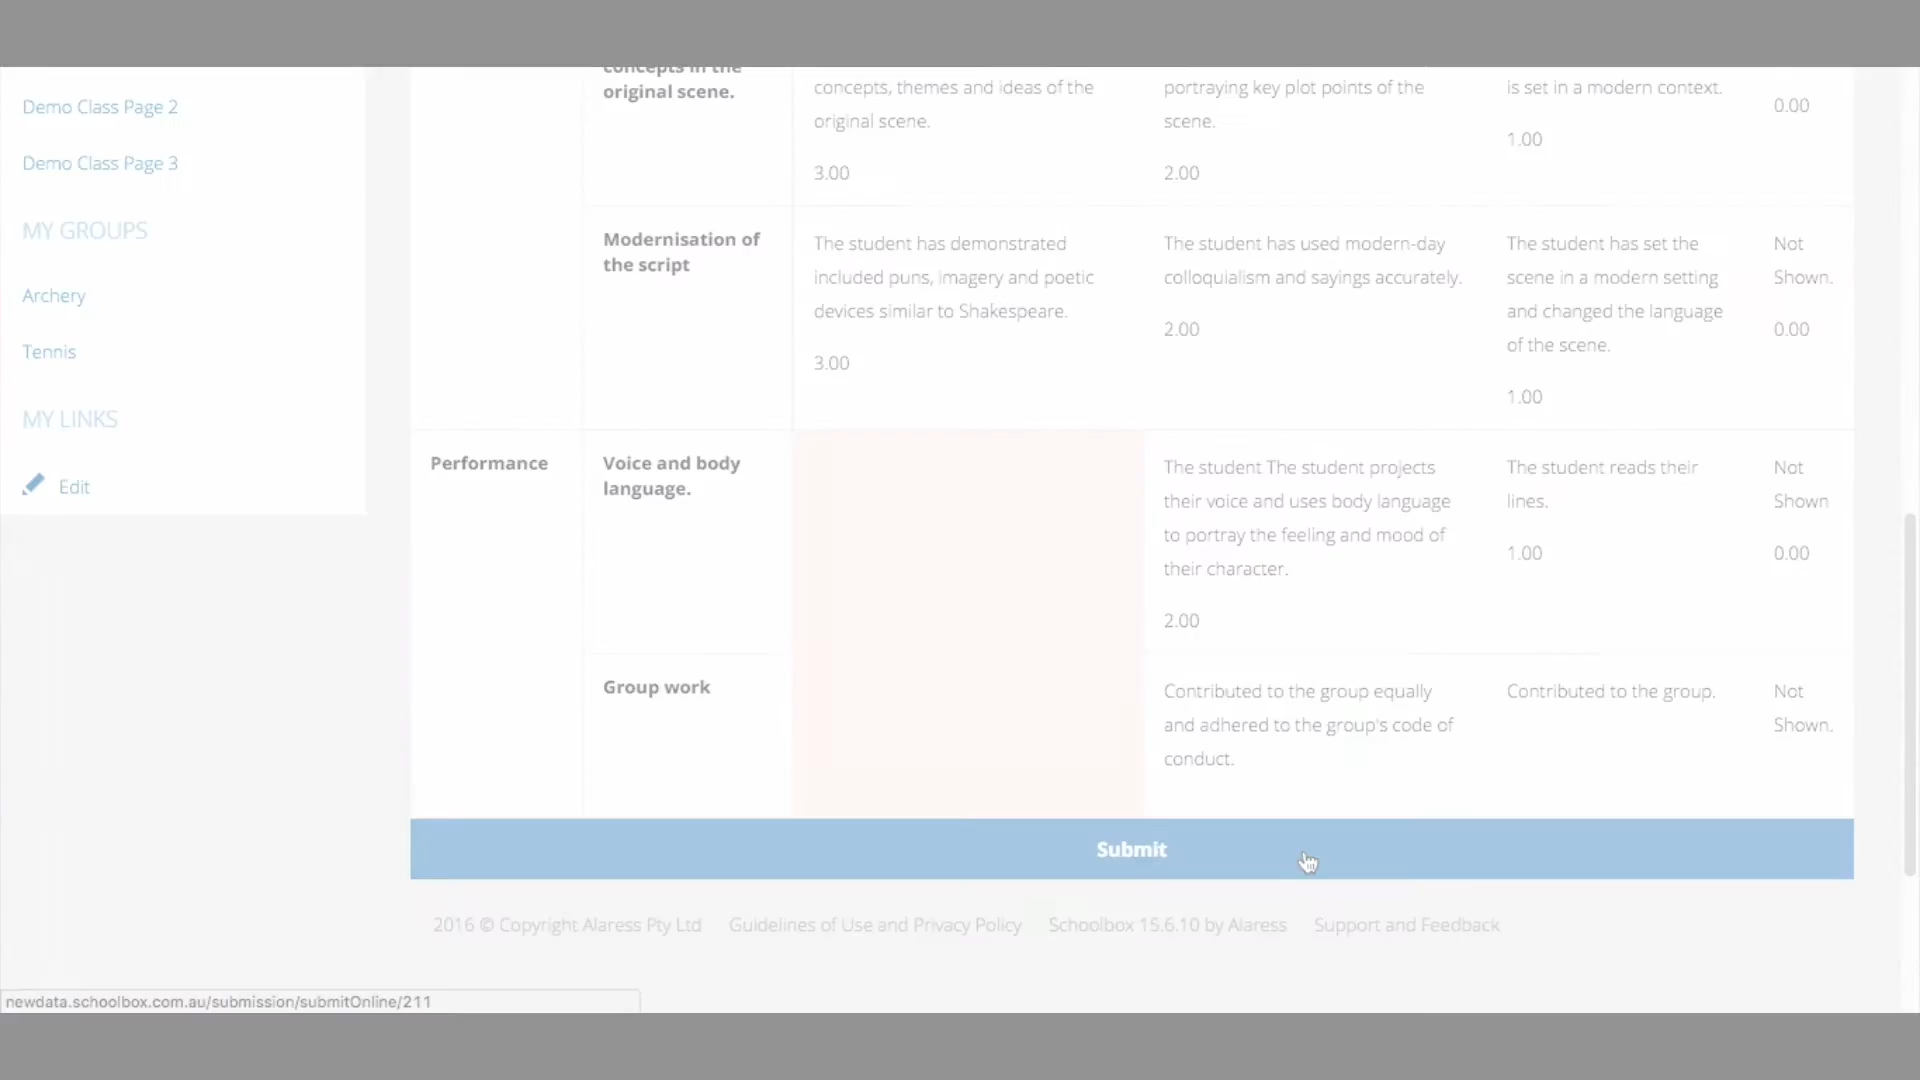 Demo Class Page 2
Demo Class Page 3
MY GROUPS
Archery
Tennis
MY LINKS
Edit
concepts in the
original scene.
concepts, themes and ideas of the
original scene.
3.00
portraying key plot points of the
scene.
2.00
is set in a modern context.
1.00
0.00
Modernisation of
the script
The student has demonstrated
included puns, imagery and poetic
devices similar to Shakespeare.
3.00
The student has used modern-day
colloquialism and sayings accurately.
2.00
The student has set the
scene in a modern setting
and changed the language
of the scene.
1.00
Not
Shown.
0.00
Performance
Voice and body
language.
The student The student projects
their voice and uses body language
to portray the feeling and mood of
their character.
2.00
The student reads their
lines.
1.00
Not
Shown
0.00
Group work
Contributed to the group equally
and adhered to the group's code of
conduct.
Contributed to the group.
Not
Shown.
Submit
2016 © Copyright Alaress Pty Ltd Guidelines of Use and Privacy Policy Schoolbox 15.6.10 by Alaress Support and Feedback
newdata.schoolbox.com.au/submission/submitOnline/211